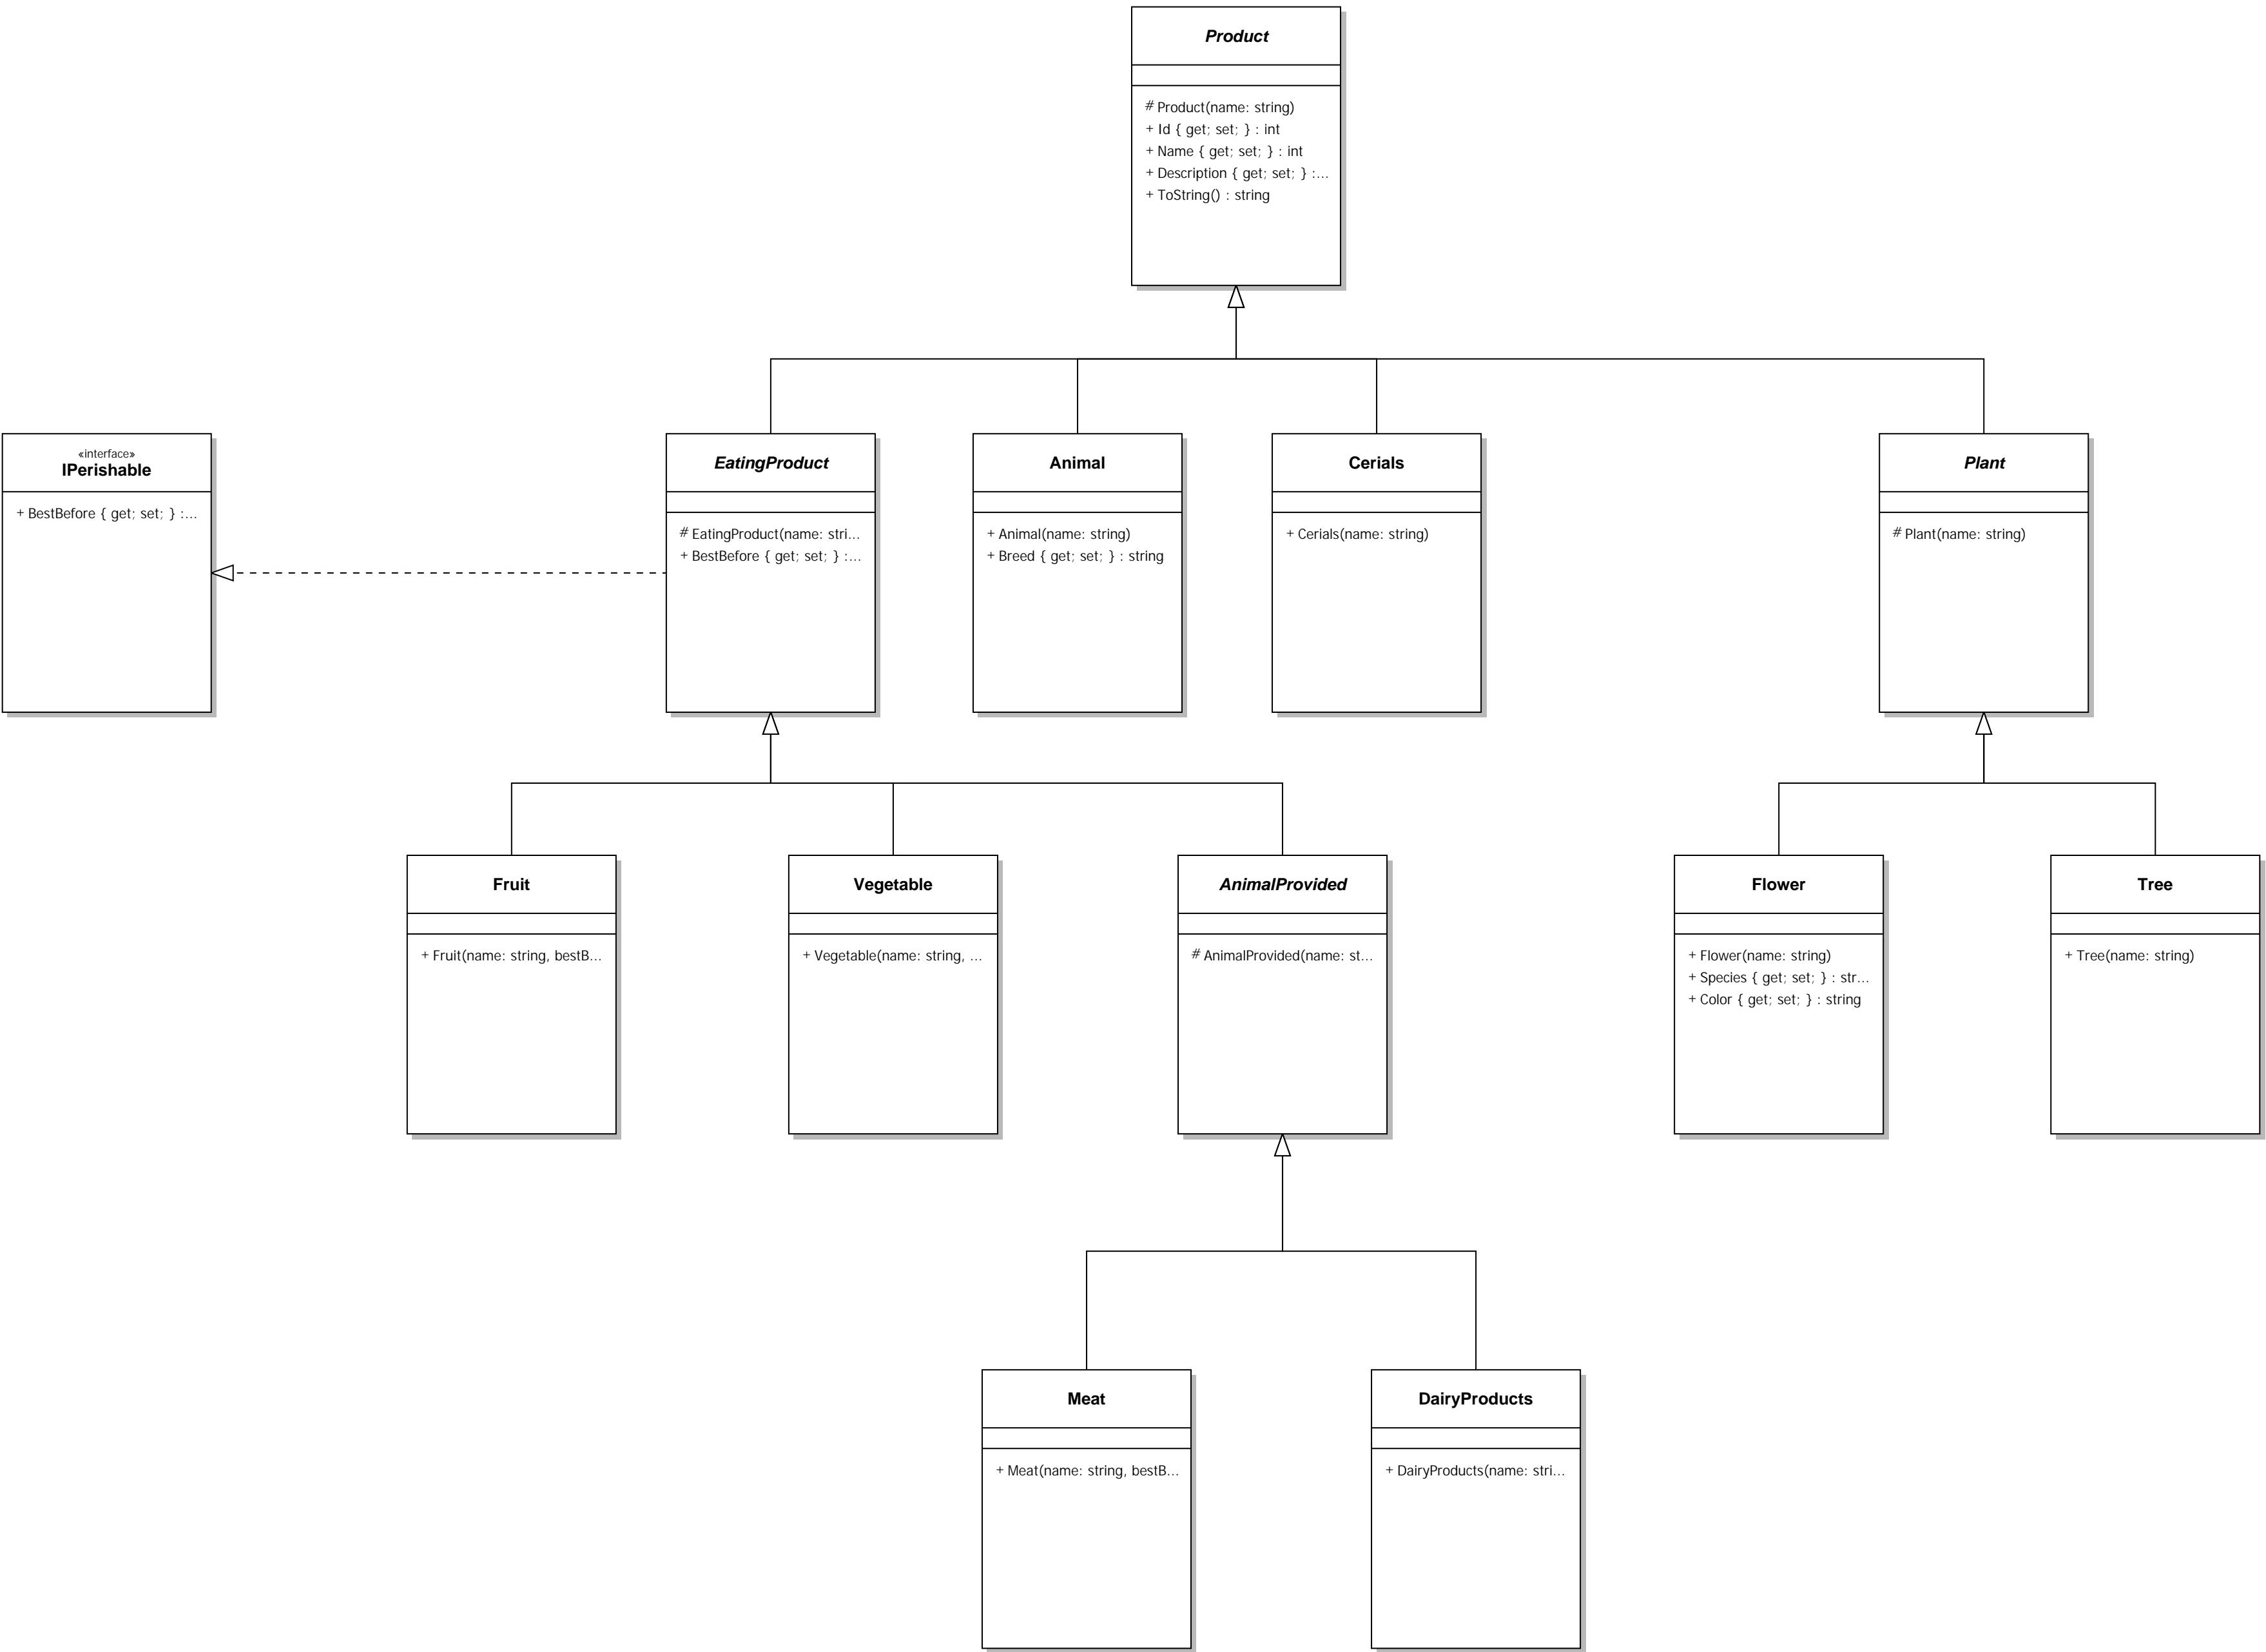 Product
# Product(name: string)
+ Id { get; set; } : int
+ Name { get; set; } : int
+ Description { get; set; } :...
+ ToString() : string
«interface»
IPerishable
+ BestBefore { get; set; } :...
EatingProduct
# EatingProduct(name: stri...
+ BestBefore { get; set; } :...
Animal
+ Animal(name: string)
+ Breed { get; set; } : string
Cerials
+ Cerials(name: string)
Plant
# Plant(name: string)
Fruit
+ Fruit(name: string, bestB...
Vegetable
+ Vegetable(name: string, ...
AnimalProvided
# AnimalProvided(name: st...
Flower
+ Flower(name: string)
+ Species { get; set; } : str...
+ Color { get; set; } : string
Tree
+ Tree(name: string)
Meat
+ Meat(name: string, bestB...
DairyProducts
+ DairyProducts(name: stri...